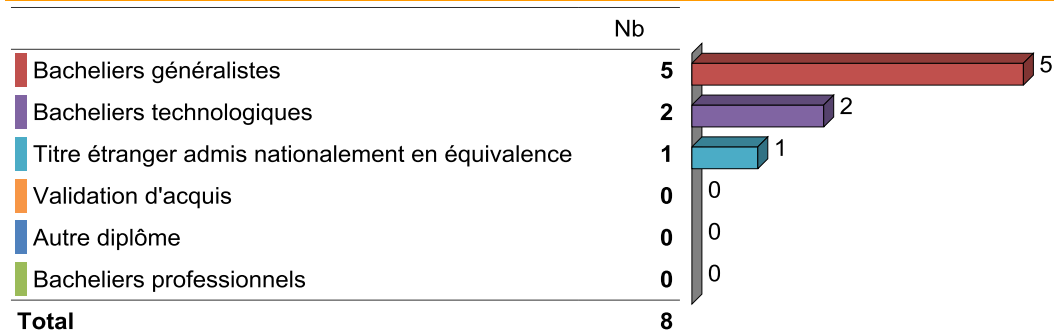 Nb
Bacheliers généralistes 5 5
Bacheliers technologiques 2 2
Titre étranger admis nationalement en équivalence 1 1
Validation d'acquis 0 0
Autre diplôme 0 0
Bacheliers professionnels 0 0
Total 8